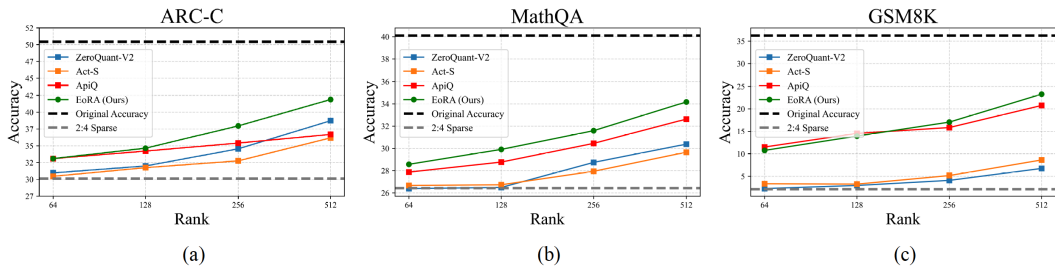 ARC-C
Accuracy
52
50
47
45
42
40
37
35
32
30
27
ZeroQuant-V2
Act-S
ApiQ
EoRA (Ours)
Original Accuracy
2:4 Sparse
64
128
256
512
Rank
(a)
MathQA
Accuracy
40
38
36
34
32
30
28
26
ZeroQuant-V2
Act-S
ApiQ
EoRA (Ours)
Original Accuracy
2:4 Sparse
64
128
256
512
Rank
(b)
GSM8K
Accuracy
35
30
25
20
15
10
5
ZeroQuant-V2
Act-S
ApiQ
EoRA (Ours)
Original Accuracy
2:4 Sparse
64
128
256
512
Rank
(c)